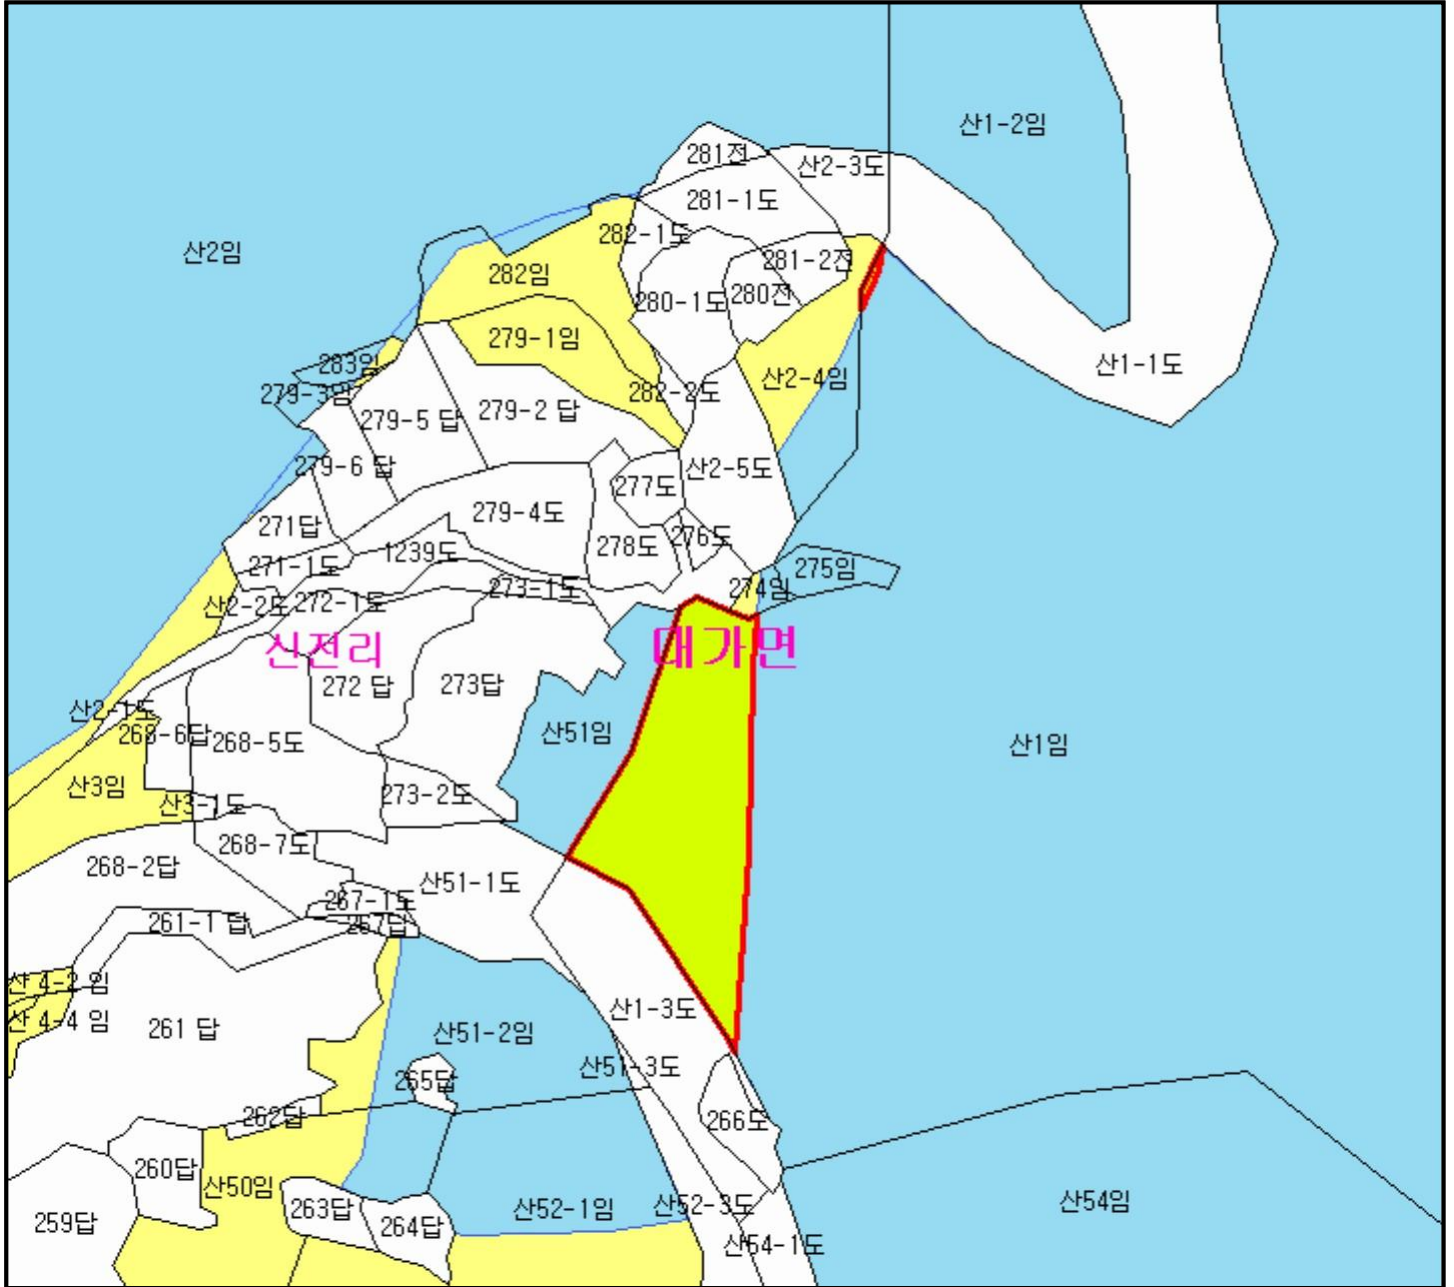 산1-2임
281전
산2-3도
281-1도
282-1도
산2임
281-2전
282임
280전
280-1도
279-1임
283임
산1-1도
산2-4임
279-3임
282-2도
279-2 답
279-5 답
279-6 답
산2-5도
277도
279-4도
271답
276도
278도
1239도
271-1도
275임
273-1도
274임
산2-2도
272-1도
신전리
대가면
272 답
273답
산2-1도
268-6답
268-5도
산51임
산1임
산3임
273-2도
산3-1도
268-7도
268-2답
산51-1도
267-1도
261-1 답
267답
산 4-2 임
산1-3도
산 4-4 임
261 답
산51-2임
산51-3도
265답
262답
266도
260답
산50임
산54임
263답
산52-1임
산52-3도
259답
264답
산54-1도